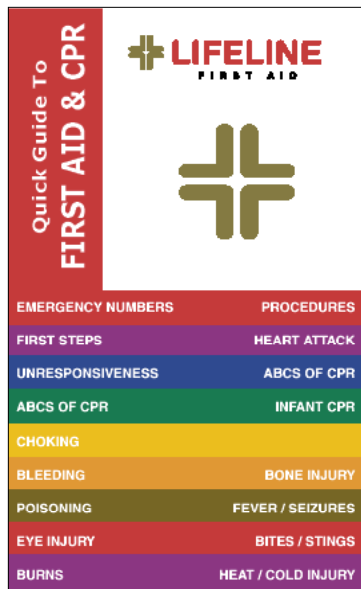 Quick Guide To
FIRST AID & CPR
LIFELINE
FIRST AID
EMERGENCY NUMBERS PROCEDURES
FIRST STEPS HEART ATTACK
UNRESPONSIVENESS ABCS OF CPR
ABCS OF CPR INFANT CPR
CHOKING
BLEEDING BONE INJURY
POISONING FEVER / SEIZURES
EYE INJURY BITES / STINGS
BURNS HEAT / COLD INJURY